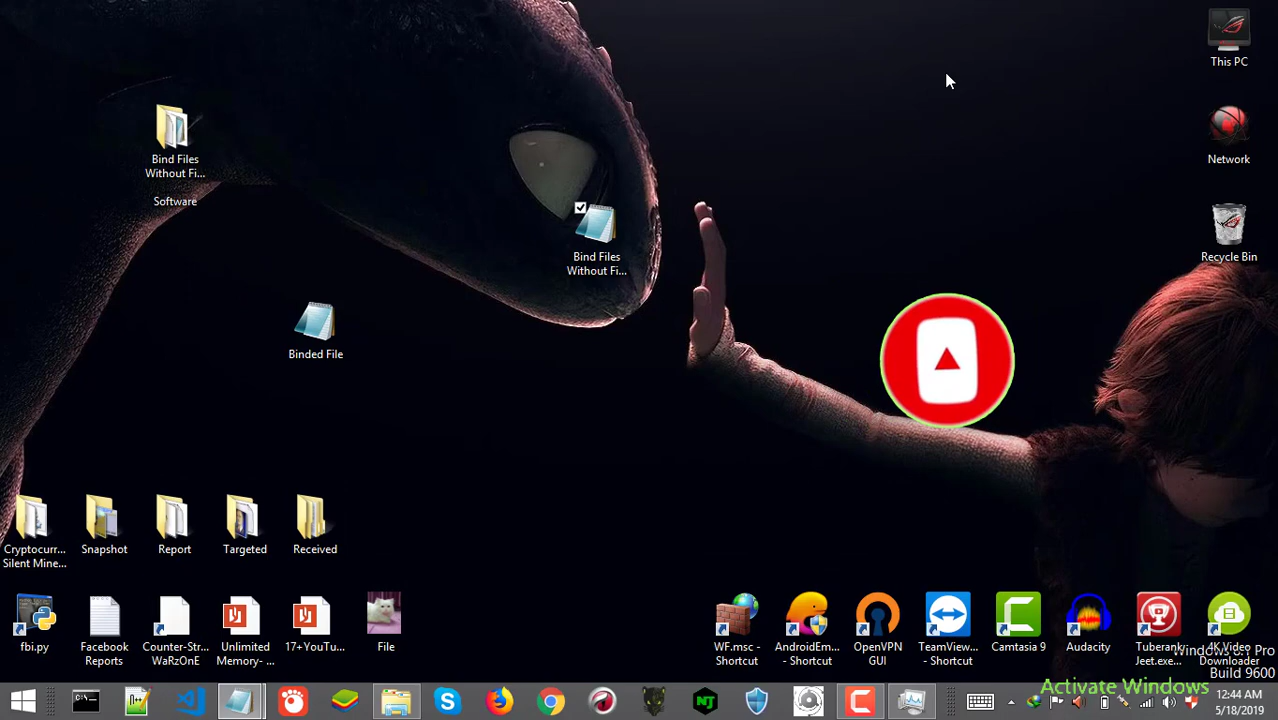 This PC
Network
Recycle Bin
Bind Files
Without Fi...
Software
Bind Files
Without Fi...
Binded File
Cryptocurr...
Silent Mine...
Snapshot
Report
Targeted
Received
fbi.py
Facebook
Reports
Counter-Str...
WaRzOnE
Unlimited
Memory- ...
17+YouTu...
File
WF.msc -
Shortcut
AndroidEm...
- Shortcut
OpenVPN
GUI
TeamView...
- Shortcut
Camtasia 9
Audacity
Tuberank
Jeet.exe...
4K Video
Downloader
Windows 8.1 Pro
Build 9600
Activate Windows
12:44 AM
5/18/2019